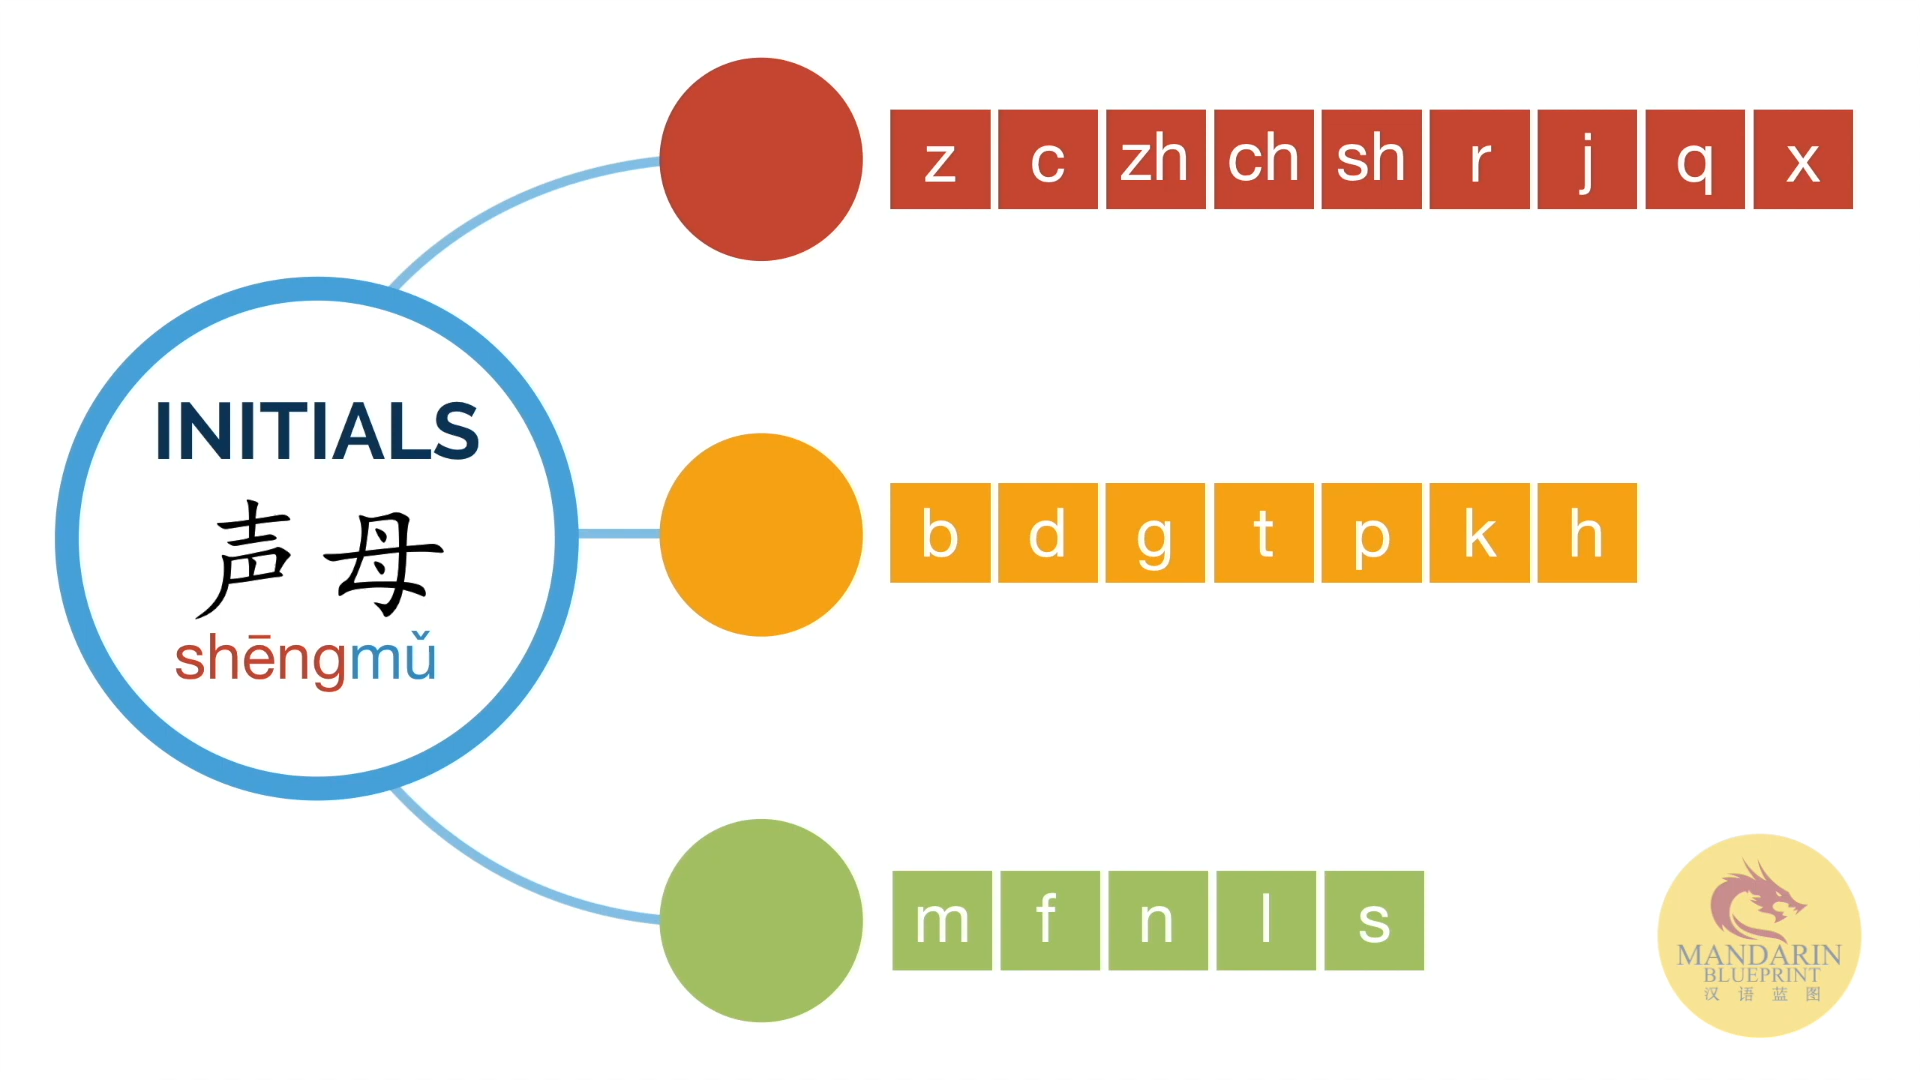 INITIALS
声母
shēngmǔ
z c zh ch sh r j q x
b d g t p k h
m f n l s
MANDARIN
BLUEPRINT
汉语蓝图